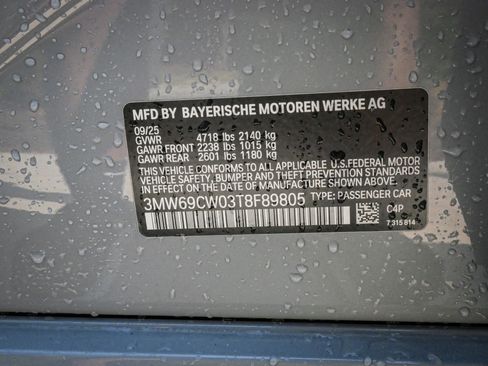 MFD BY BAYERISCHE MOTOREN WERKE AG
09/25
GVWR 4718 lbs 2140 kg
GAWR FRONT 2238 lbs 1015 kg
GAWR REAR 2601 lbs 1180 kg
THIS VEHICLE CONFORMS TO ALL APPLICABLE U.S.FEDERAL MOTOR
VEHICLE SAFETY, BUMPER AND THEFT PREVENTION STANDARDS
IN EFFECT ON THE DATE OF MANUFACTURE SHOWN ABOVE.
3MW69CW03T8F89805 TYPE: PASSENGER CAR
C4P
7 315 814